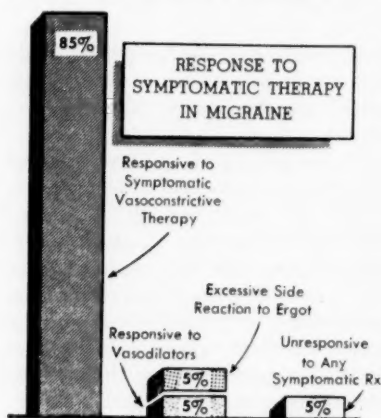 85%
RESPONSE TO
SYMPTOMATIC THERAPY
IN MIGRAINE
Responsive to
Symptomatic
Vasoconstrictive
Therapy
Excessive Side
Reaction to Ergot
Responsive to
Vasodilators
Unresponsive
to Any
Symptomatic Rx
5%
5%
5%